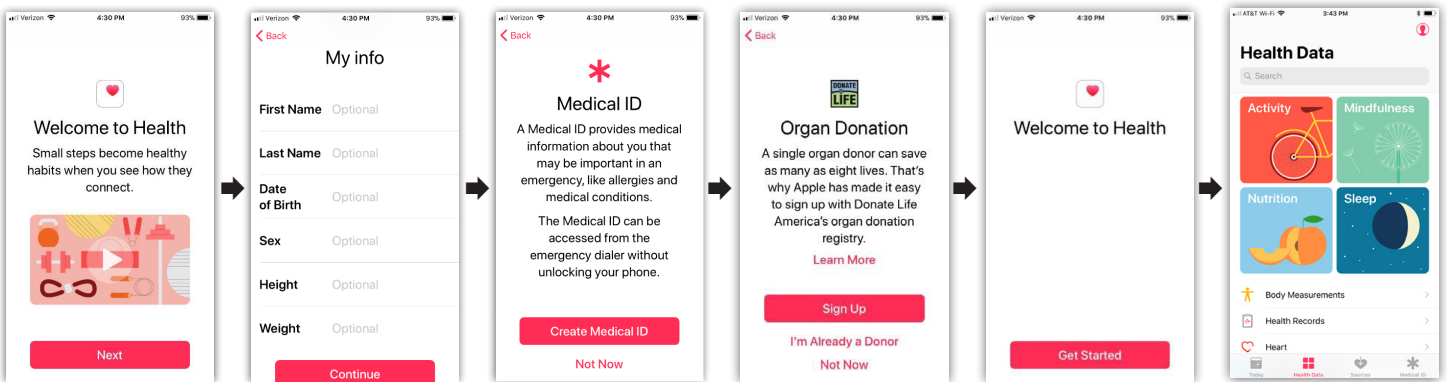 Verizon 4:30 PM 93%
Welcome to Health
Small steps become healthy
habits when you see how they
connect.
Next
Verizon 4:30 PM 93%
Back
My info
First Name Optional
Last Name Optional
Date
of Birth Optional
Sex Optional
Height Optional
Weight Optional
Continue
Verizon 4:30 PM 93%
Back
Medical ID
A Medical ID provides medical
information about you that
may be important in an
emergency, like allergies and
medical conditions.
The Medical ID can be
accessed from the
emergency dialer without
unlocking your phone.
Create Medical ID
Not Now
Verizon 4:30 PM 93%
Back
DONATE
LiFE
Organ Donation
A single organ donor can save
as many as eight lives. That's
why Apple has made it easy
to sign up with Donate Life
America's organ donation
registry.
Learn More
Sign Up
I'm Already a Donor
Not Now
Verizon 4:30 PM 93%
Welcome to Health
Get Started
AT&T Wi-Fi 3:43 PM
Health Data
Search
Activity Mindfulness
Nutrition Sleep
Body Measurements
Health Records
Heart
Today Health Data Sources Medical ID